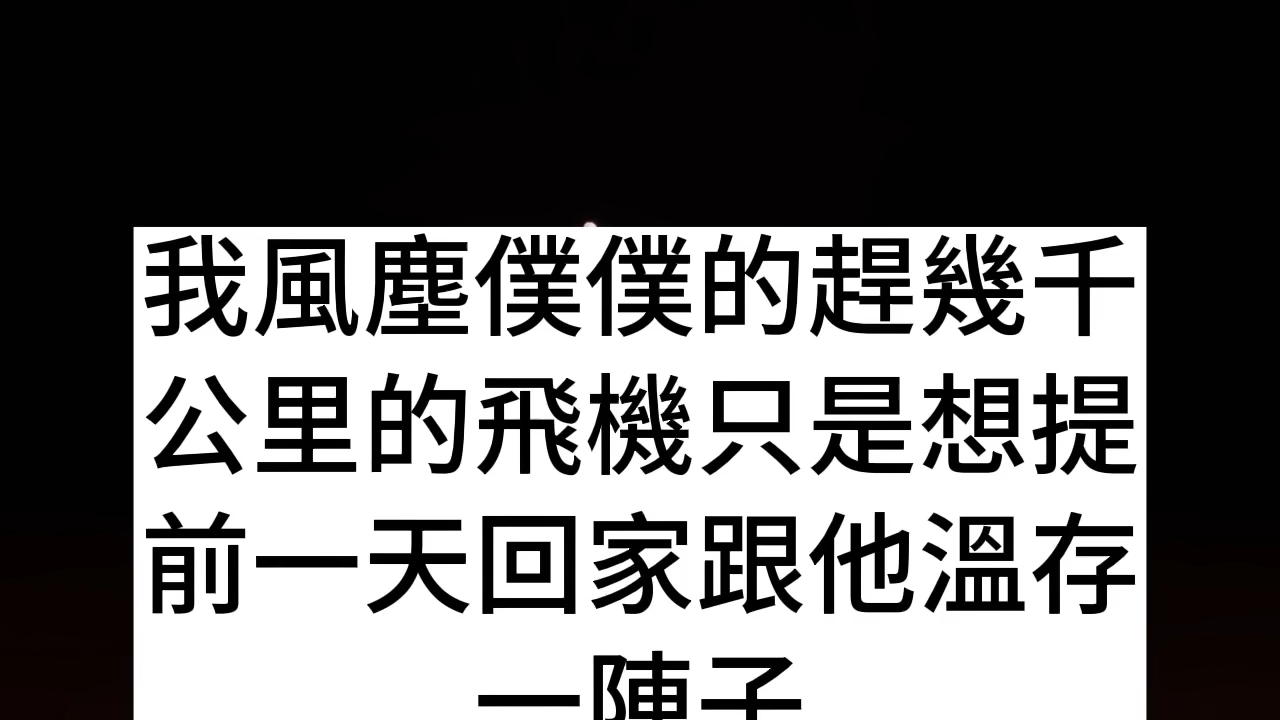 我風塵僕僕的趕幾千
公里的飛機只是想提
前一天回家跟他溫存
一陣子